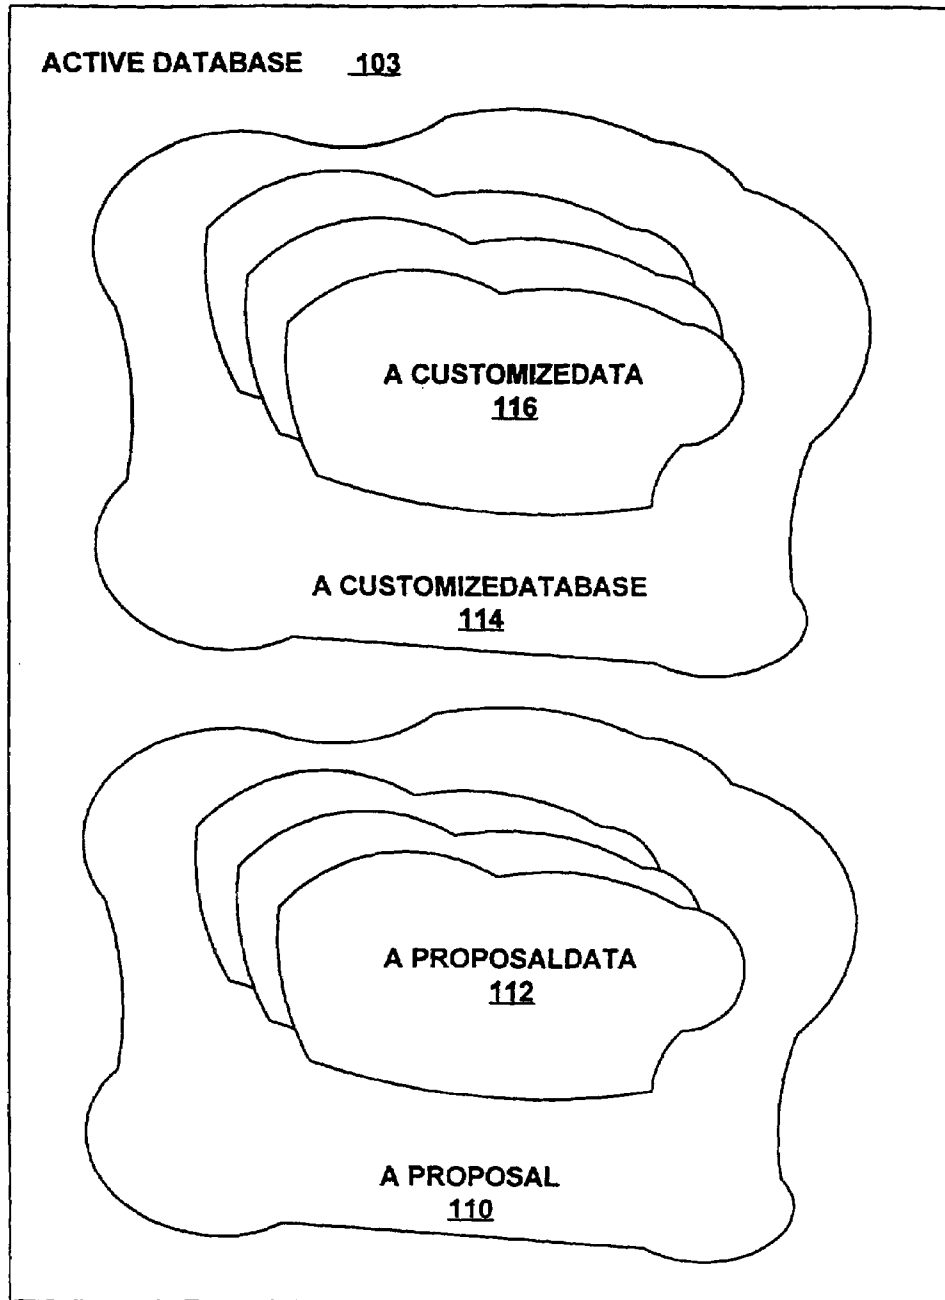 ACTIVE DATABASE 103
A CUSTOMIZEDATA
116
A CUSTOMIZEDATABASE
114
A PROPOSALDATA
112
A PROPOSAL
110